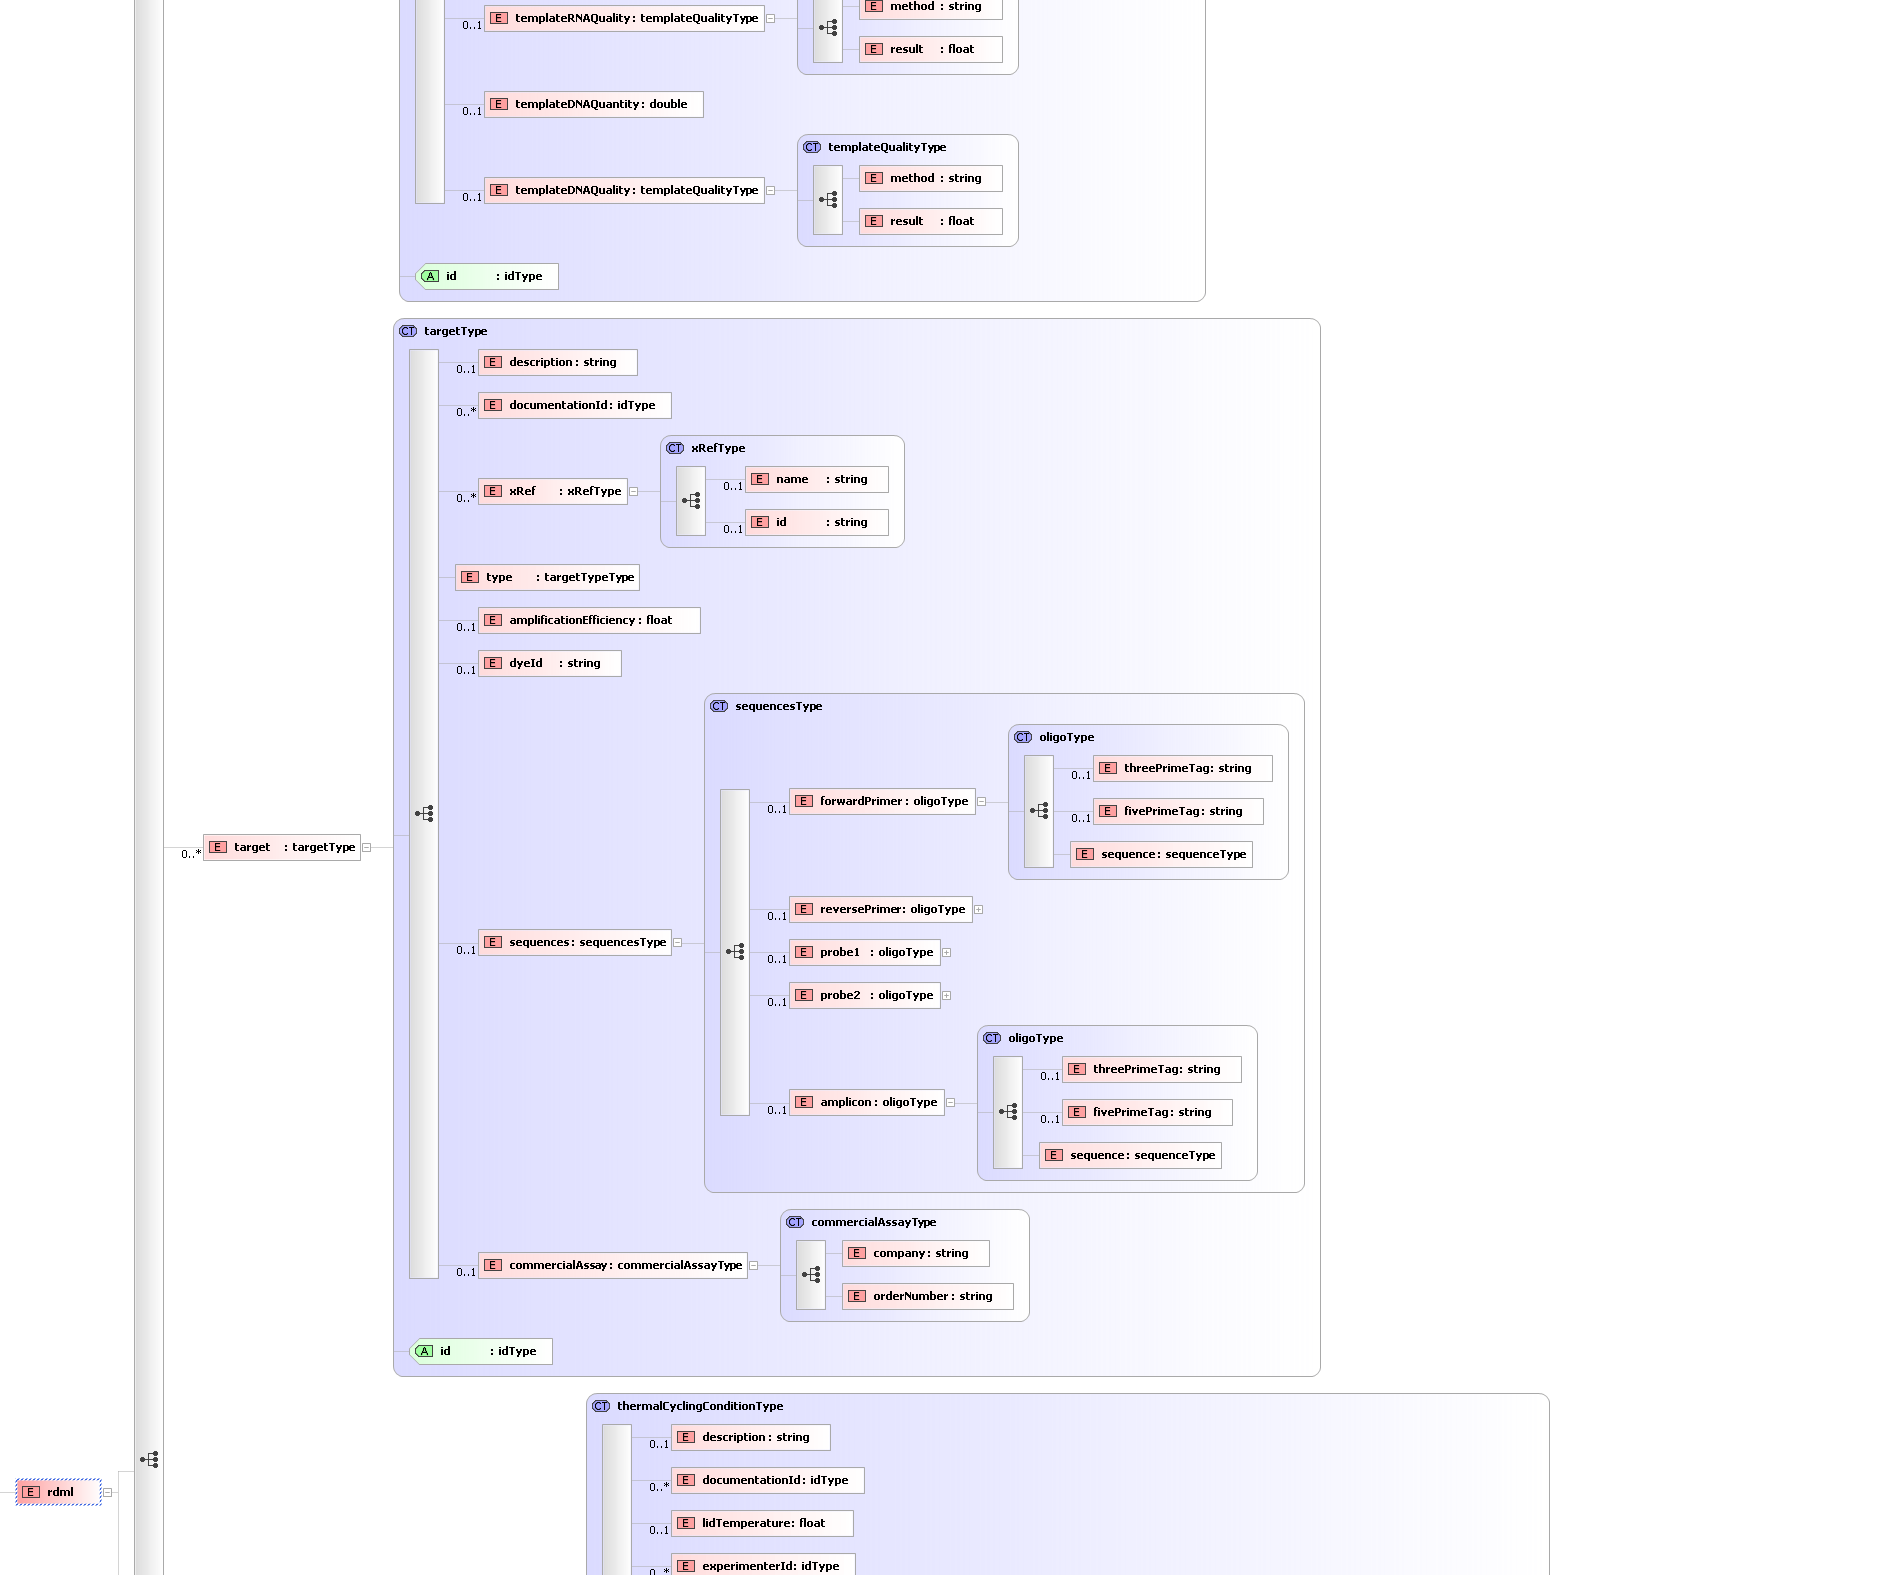 E method : string
0..1 E templateRNAQuality : templateQualityType
E result : float
0..1 E templateDNAQuantity : double
CT templateQualityType
E method : string
0..1 E templateDNAQuality : templateQualityType
E result : float
A id : idType
CT targetType
0..1 E description : string
0..* E documentationId : idType
CT xRefType
0..1 E name : string
0..* E xRef : xRefType
0..1 E id : string
E type : targetTypeType
0..1 E amplificationEfficiency : float
0..1 E dyeId : string
CT sequencesType
CT oligoType
0..1 E threePrimeTag : string
0..1 E forwardPrimer : oligoType
0..1 E fivePrimeTag : string
E sequence : sequenceType
0..* E target : targetType
0..1 E reversePrimer : oligoType
0..1 E sequences : sequencesType
0..1 E probe1 : oligoType
0..1 E probe2 : oligoType
CT oligoType
0..1 E threePrimeTag : string
0..1 E amplicon : oligoType
0..1 E fivePrimeTag : string
E sequence : sequenceType
CT commercialAssayType
E company : string
0..1 E commercialAssay : commercialAssayType
E orderNumber : string
A id : idType
CT thermalCyclingConditionType
0..1 E description : string
0..* E documentationId : idType
E rdml
0..1 E lidTemperature : float
0..* E experimenterId : idType